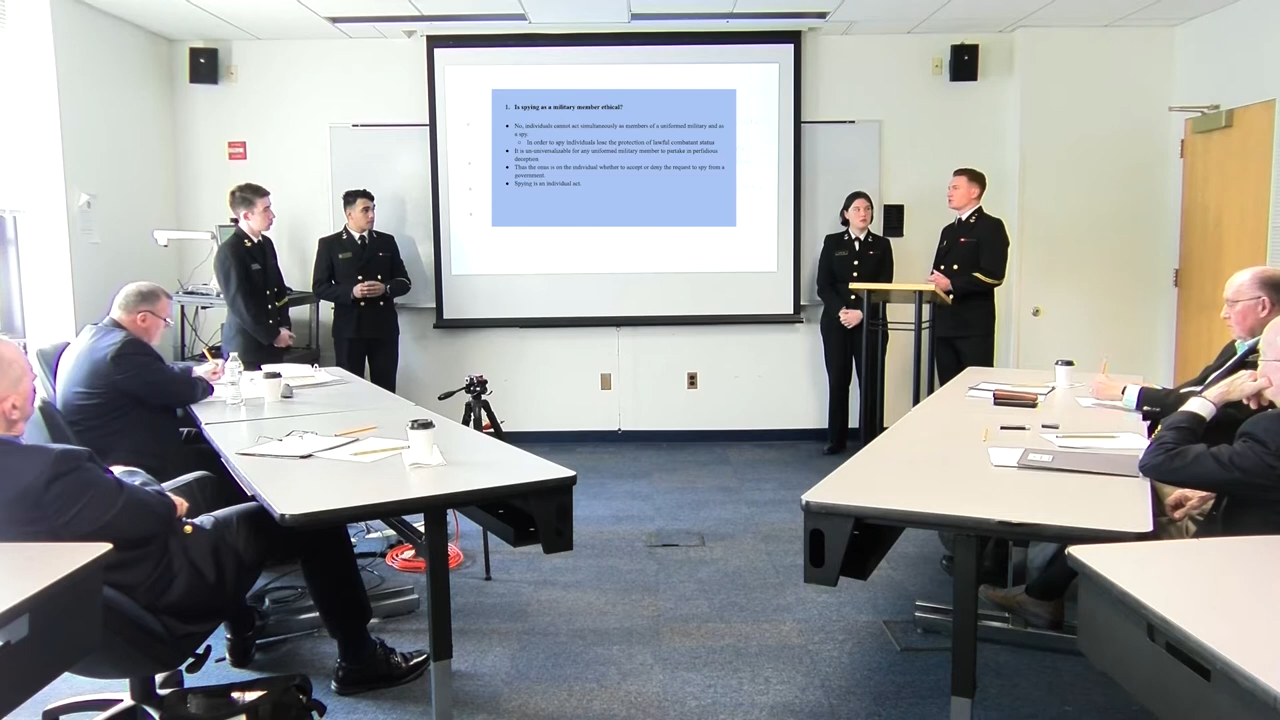 1. Is spying as a military member ethical?
● No, individuals cannot act simultaneously as members of a uniformed military and as
a spy.
○ In order to spy individuals lose the protection of lawful combatant status
● It is un-universalizable for any uniformed military member to partake in perfidious
deception
● Thus the onus is on the individual whether to accept or deny the request to spy from a
government.
● Spying is an individual act.